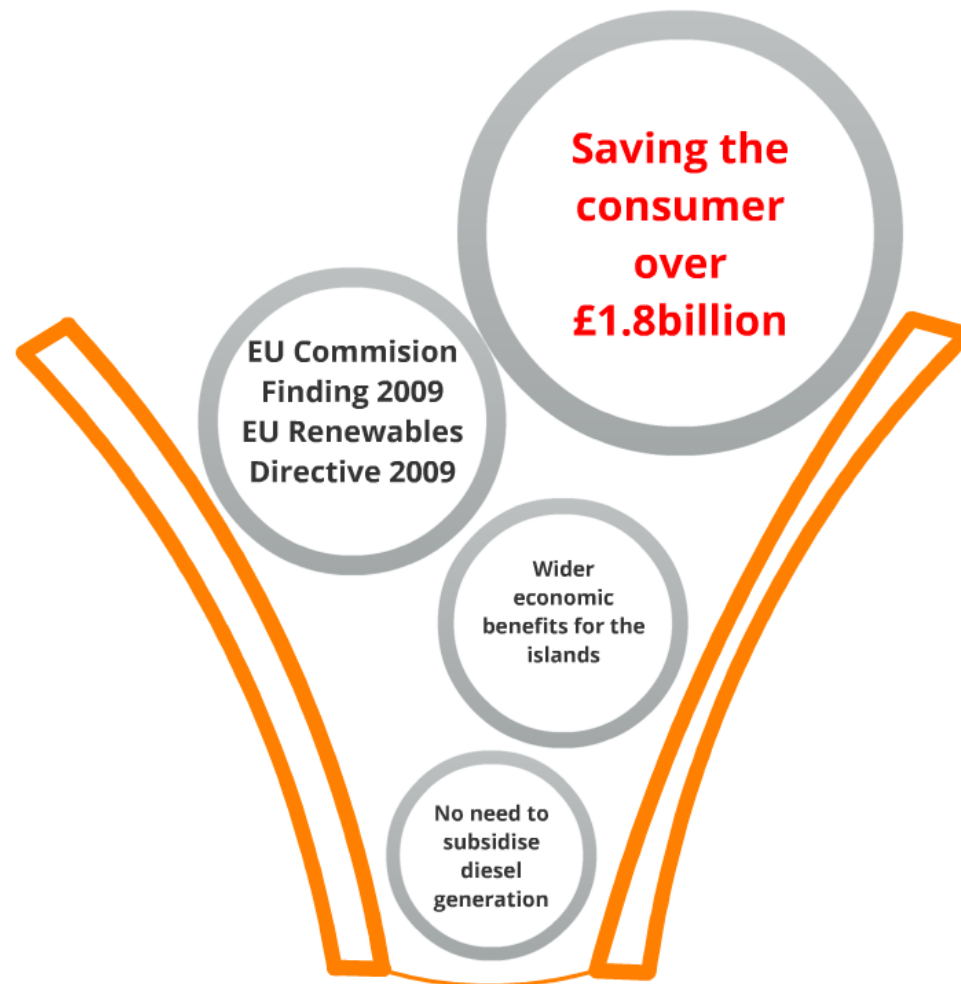 Saving the
consumer
over
£1.8billion
EU Commision
Finding 2009
EU Renewables
Directive 2009
Wider
economic
benefits for the
islands
No need to
subsidise
diesel
generation